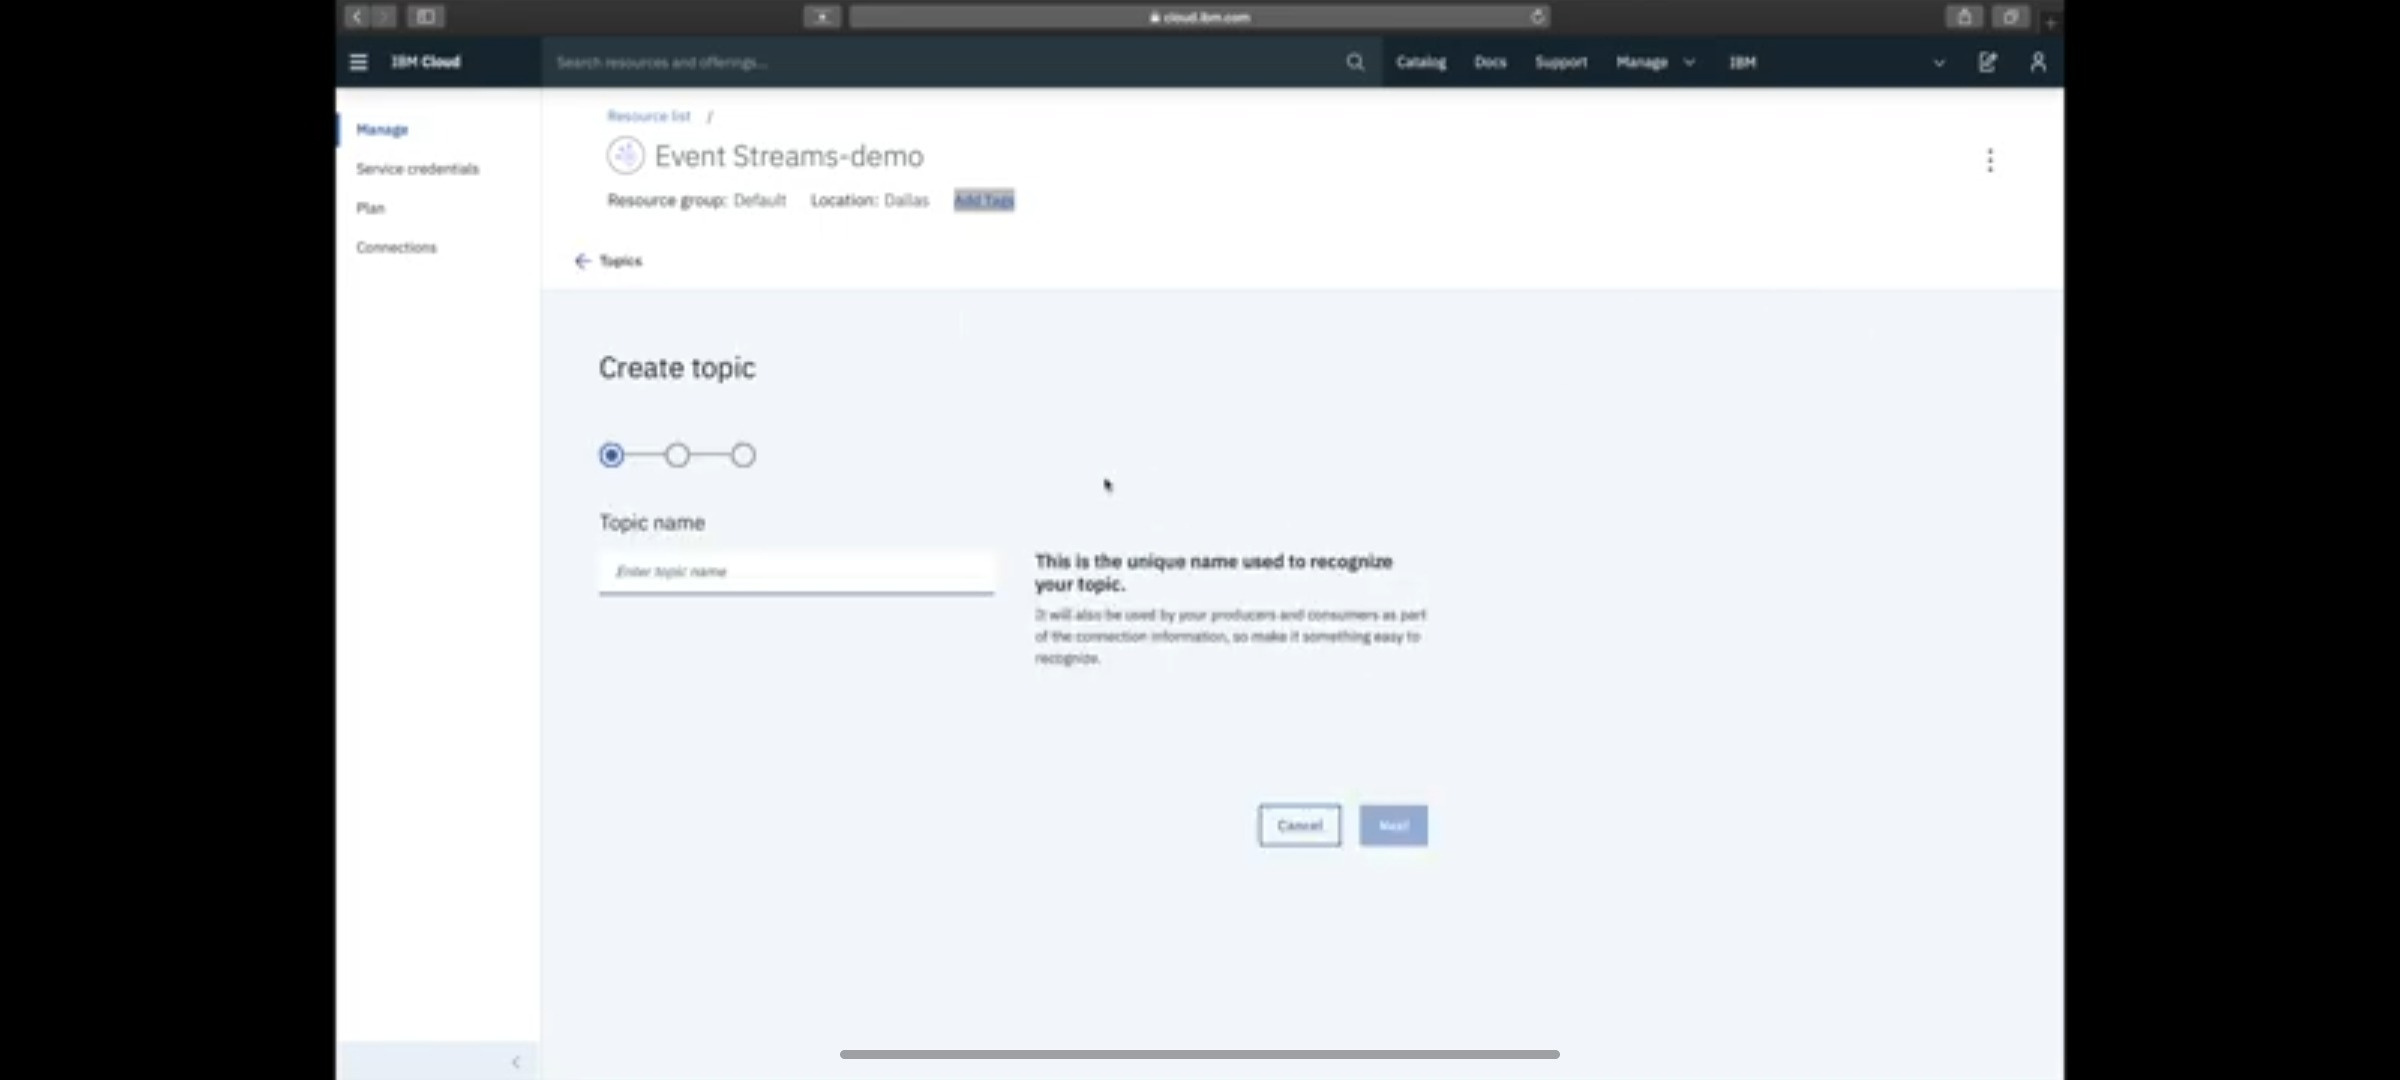 cloud.ibm.com
IBM Cloud
Search resources and offerings...
Catalog
Docs
Support
Manage
IBM
Manage
Service credentials
Plan
Connections
Resource list /
Event Streams-demo
Resource group: Default Location: Dallas Add Tags
Topics
Create topic
Topic name
Enter topic name
This is the unique name used to recognize
your topic.
It will also be used by your producers and consumers as part
of the connection information, so make it something easy to
recognize.
Cancel
Next